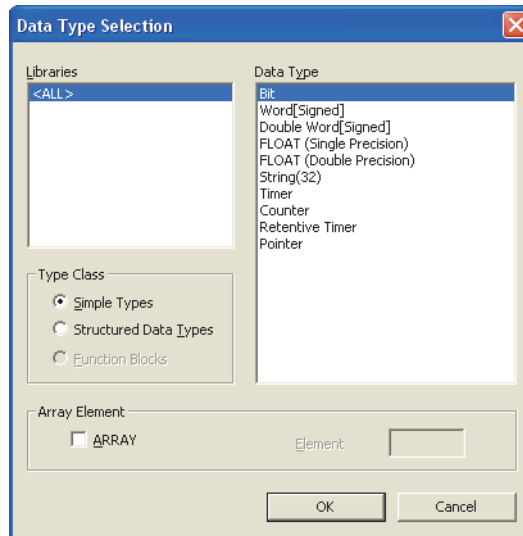 Data Type Selection
Libraries
<ALL>
Data Type
Bit
Word[Signed]
Double Word[Signed]
FLOAT (Single Precision)
FLOAT (Double Precision)
String(32)
Timer
Counter
Retentive Timer
Pointer
Type Class
Simple Types
Structured Data Types
Function Blocks
Array Element
ARRAY
Element
OK
Cancel